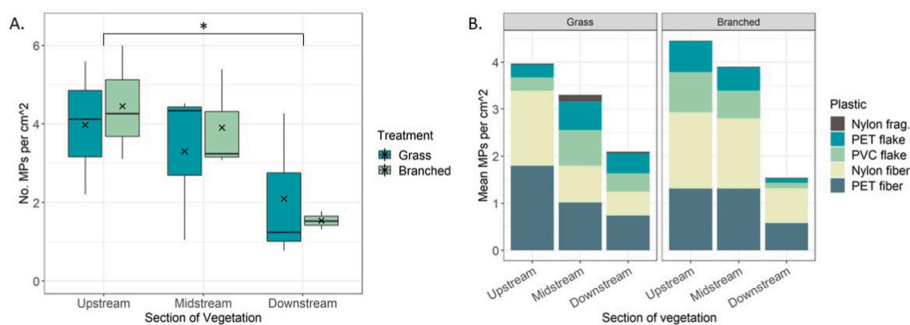 A.
*
No. MPs per cm^2
6
4
2
0
Upstream
Midstream
Downstream
Section of Vegetation
Treatment
Grass
Branched
B.
Grass
Branched
Mean MPs per cm^2
4
3
2
1
0
Upstream
Midstream
Downstream
Upstream
Midstream
Downstream
Section of vegetation
Plastic
Nylon frag.
PET flake
PVC flake
Nylon fiber
PET fiber